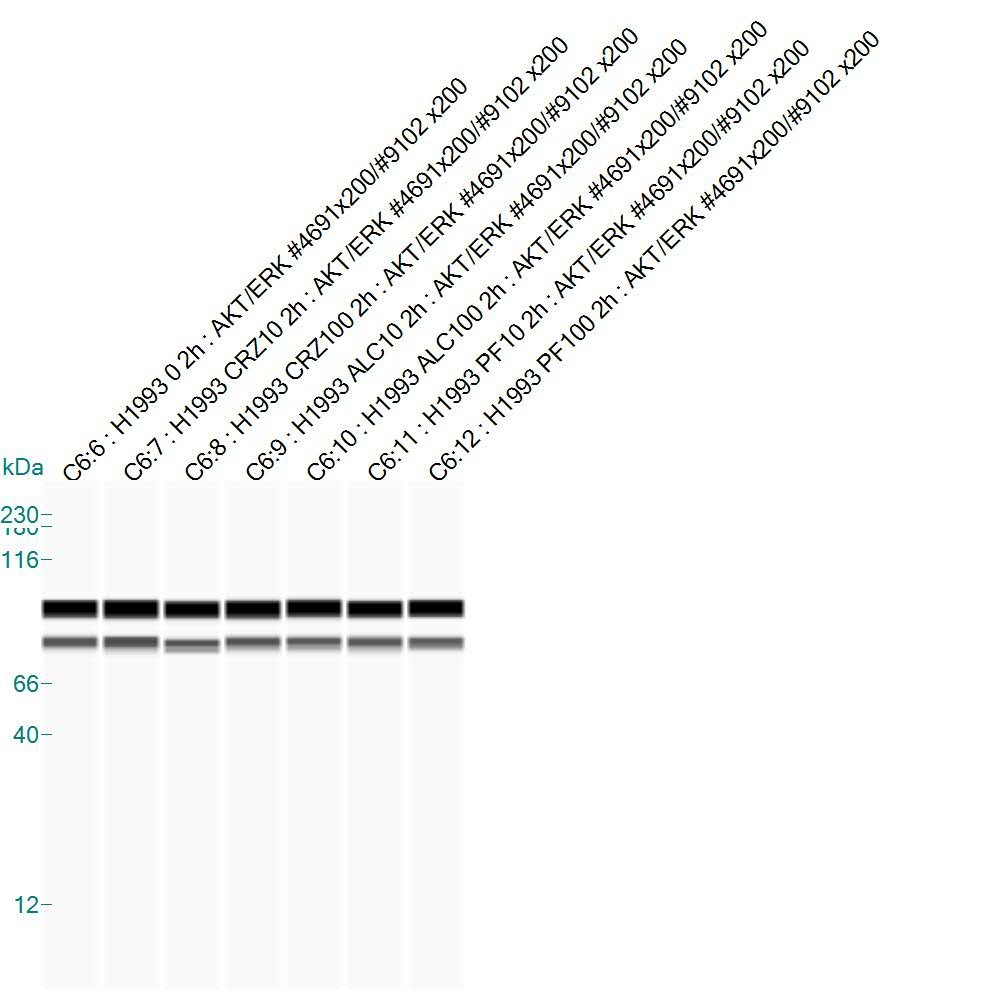 C6:6 : H1993 0 2h : AKT/ERK #4691x200/#9102 x200
C6:7 : H1993 CRZ10 2h : AKT/ERK #4691x200/#9102 x200
C6:8 : H1993 CRZ100 2h : AKT/ERK #4691x200/#9102 x200
C6:9 : H1993 ALC10 2h : AKT/ERK #4691x200/#9102 x200
C6:10 : H1993 ALC100 2h : AKT/ERK #4691x200/#9102 x200
C6:11 : H1993 PF10 2h : AKT/ERK #4691x200/#9102 x200
C6:12 : H1993 PF100 2h : AKT/ERK #4691x200/#9102 x200
kDa
230
180
116
66
40
12